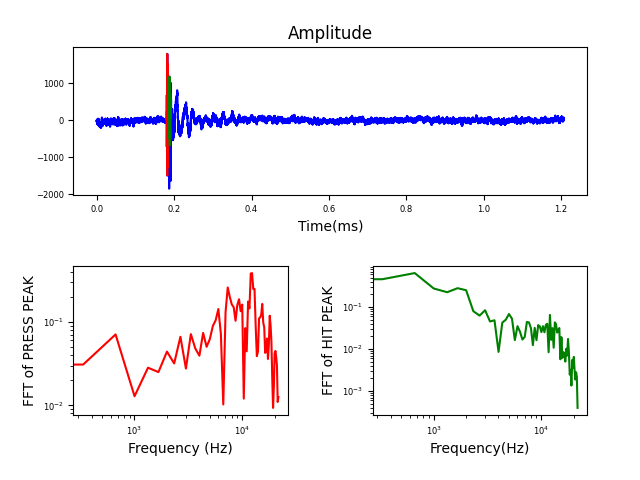 Amplitude
1000
0
−1000
−2000
0.0 0.2 0.4 0.6 0.8 1.0 1.2
Time(ms)
FFT of PRESS PEAK
10⁻¹
10⁻²
10³ 10⁴
Frequency (Hz)
FFT of HIT PEAK
10⁻¹
10⁻²
10⁻³
10³ 10⁴
Frequency(Hz)